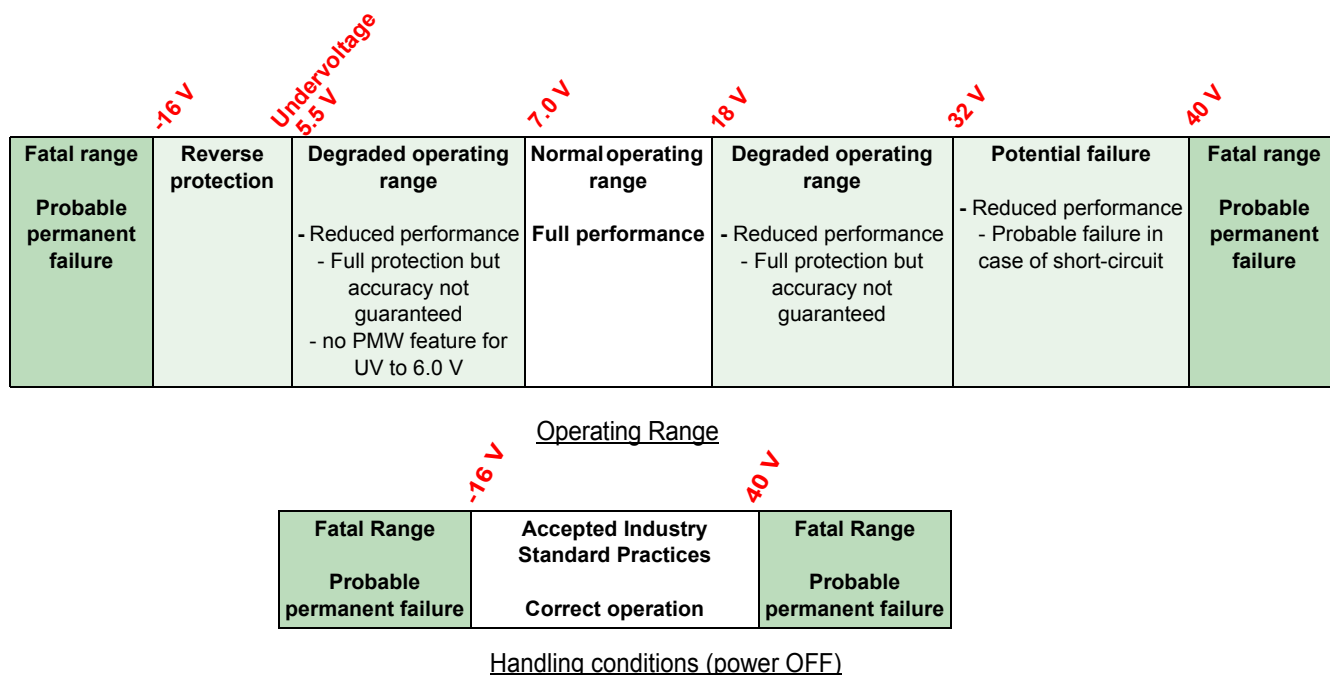 -16 V
Undervoltage
5.5 V
7.0 V
18 V
32 V
40 V
Fatal range
Probable
permanent
failure
Reverse
protection
Degraded operating
range
- Reduced performance
- Full protection but
accuracy not
guaranteed
- no PMW feature for
UV to 6.0 V
Normal operating
range
Full performance
Degraded operating
range
- Reduced performance
- Full protection but
accuracy not
guaranteed
Potential failure
- Reduced performance
- Probable failure in
case of short-circuit
Fatal range
Probable
permanent
failure
Operating Range
-16 V
40 V
Fatal Range
Probable
permanent failure
Accepted Industry
Standard Practices
Correct operation
Fatal Range
Probable
permanent failure
Handling conditions (power OFF)